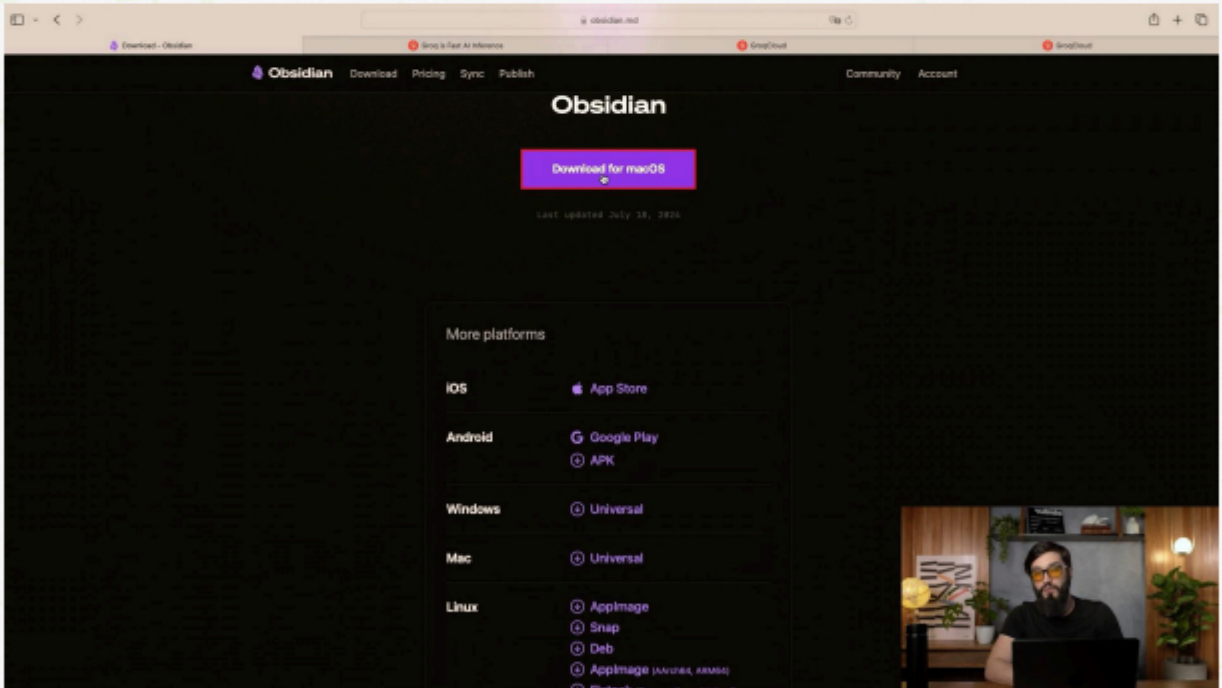 obsidian.md
Download - Obsidian
Groq is Fast AI Inference
GroqCloud
GroqCloud
Obsidian Download Pricing Sync Publish Community Account
Obsidian
Download for macOS
Last updated July 18, 2024
More platforms
iOS App Store
Android Google Play
APK
Windows Universal
Mac Universal
Linux AppImage
Snap
Deb
AppImage (AArch64, ARM64)